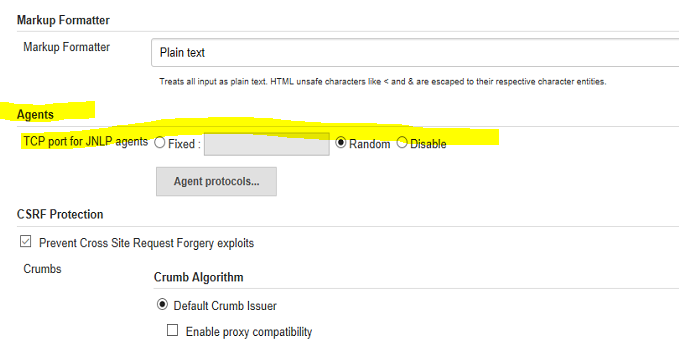 Markup Formatter
Markup Formatter Plain text
Treats all input as plain text. HTML unsafe characters like < and & are escaped to their respective character entities.
Agents
TCP port for JNLP agents Fixed : Random Disable
Agent protocols...
CSRF Protection
Prevent Cross Site Request Forgery exploits
Crumbs
Crumb Algorithm
Default Crumb Issuer
Enable proxy compatibility